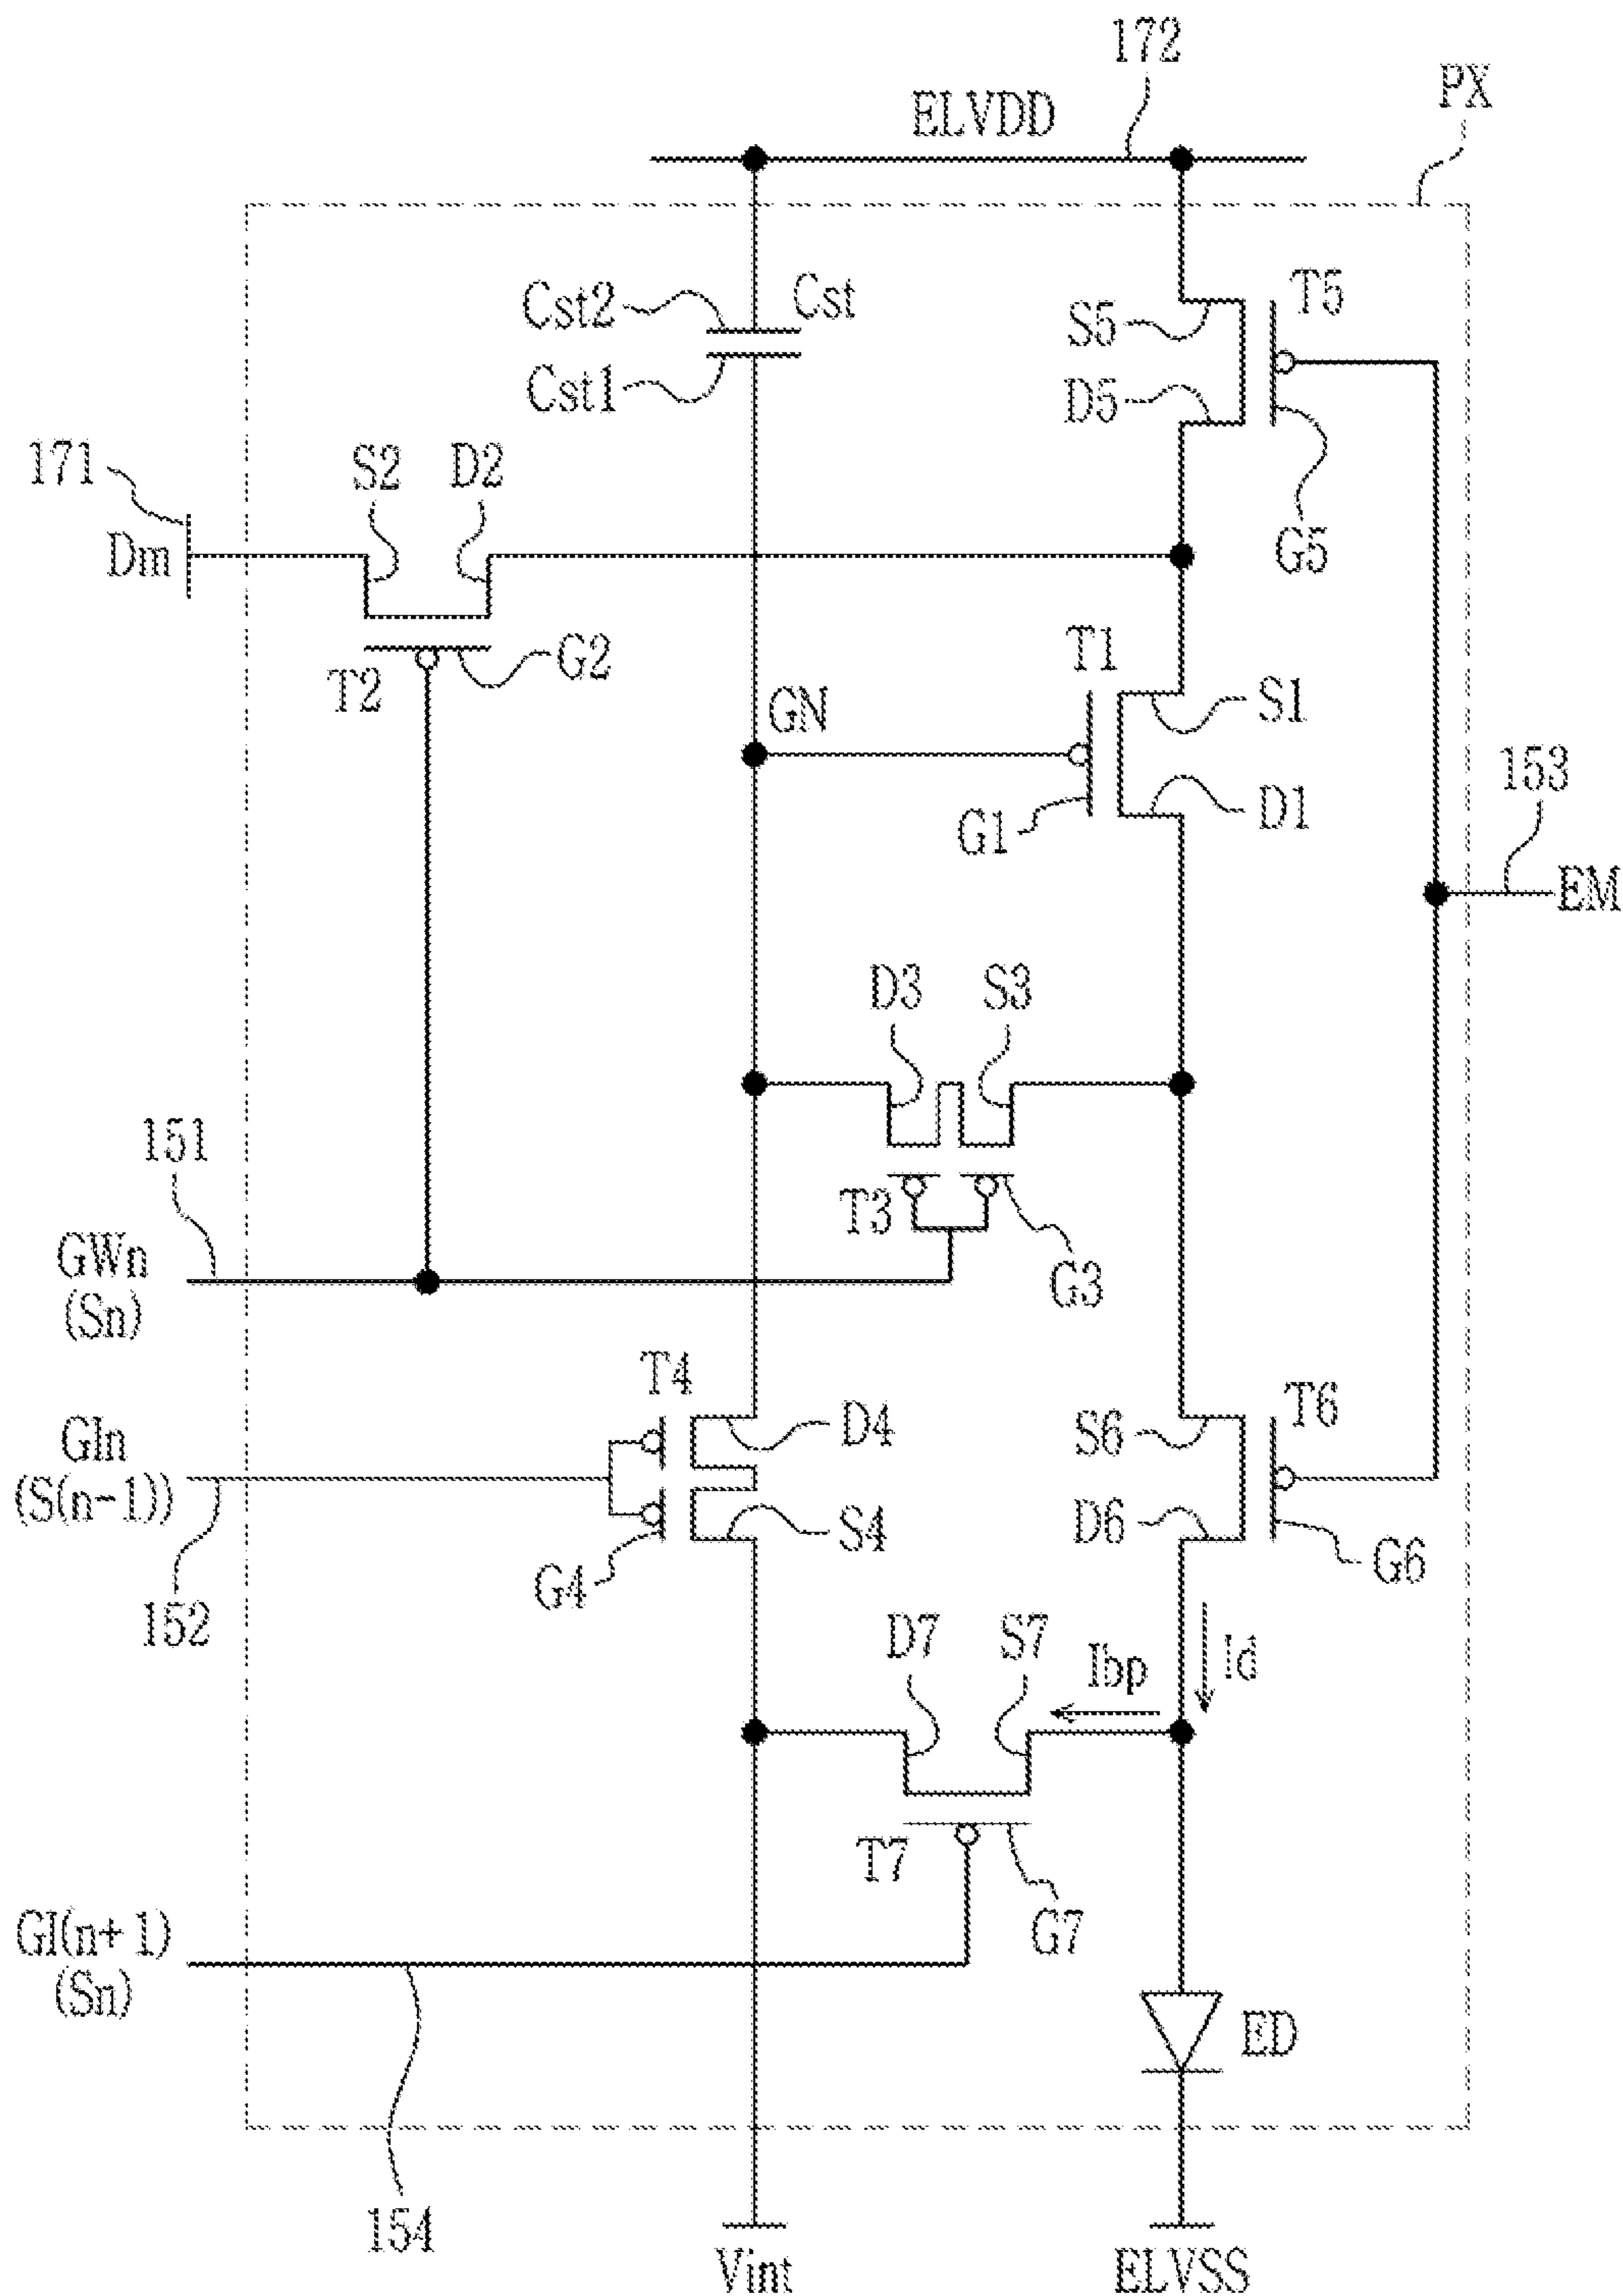 172
ELVDD
PX
Cst2
Cst
T5
S5
Cst1
D5
171
S2
D2
Dm
G5
G2
T1
T2
S1
GN
153
D1
G1
EM
D3
S3
151
T3
GWn
(Sn)
G3
T4
T6
D4
S6
GIn
(S(n-1))
S4
D6
G4
G6
152
D7
S7
Ibp
Id
T7
GI(n+1)
(Sn)
G7
ED
154
Vint
ELVSS